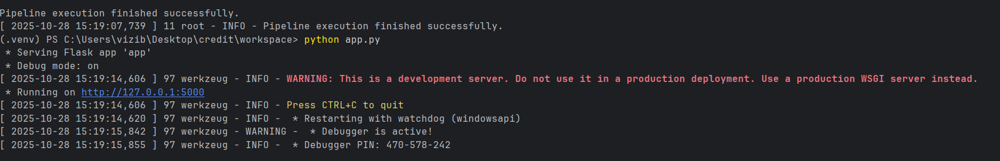 Pipeline execution finished successfully.
[ 2025-10-28 15:19:07,739 ] 11 root - INFO - Pipeline execution finished successfully.
(.venv) PS C:\Users\vizib\Desktop\credit\workspace> python app.py
 * Serving Flask app 'app'
 * Debug mode: on
[ 2025-10-28 15:19:14,606 ] 97 werkzeug - INFO - WARNING: This is a development server. Do not use it in a production deployment. Use a production WSGI server instead.
 * Running on http://127.0.0.1:5000
[ 2025-10-28 15:19:14,606 ] 97 werkzeug - INFO - Press CTRL+C to quit
[ 2025-10-28 15:19:14,620 ] 97 werkzeug - INFO -  * Restarting with watchdog (windowsapi)
[ 2025-10-28 15:19:15,842 ] 97 werkzeug - WARNING -  * Debugger is active!
[ 2025-10-28 15:19:15,855 ] 97 werkzeug - INFO -  * Debugger PIN: 470-578-242